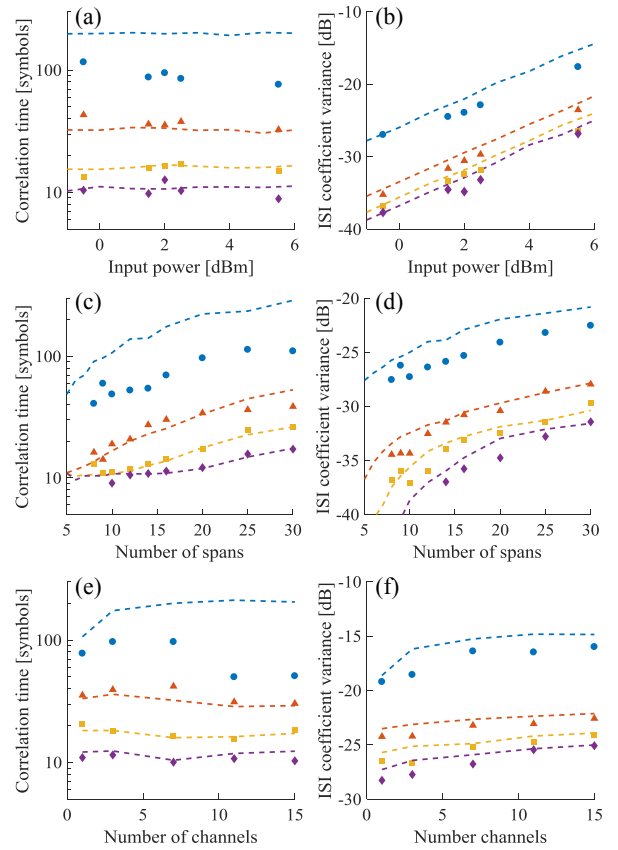 (a)
Correlation time [symbols]
100
10
0 2 4 6
Input power [dBm]
(b)
ISI coefficient variance [dB]
-20
-25
-30
-35
-40
0 2 4 6
Input power [dBm]
(c)
Correlation time [symbols]
100
10
5 10 15 20 25 30
Number of spans
(d)
ISI coefficient variance [dB]
-20
-25
-30
-35
-40
5 10 15 20 25 30
Number of spans
(e)
Correlation time [symbols]
100
10
0 5 10 15
Number of channels
(f)
ISI coefficient variance [dB]
-10
-15
-20
-25
-30
0 5 10 15
Number channels